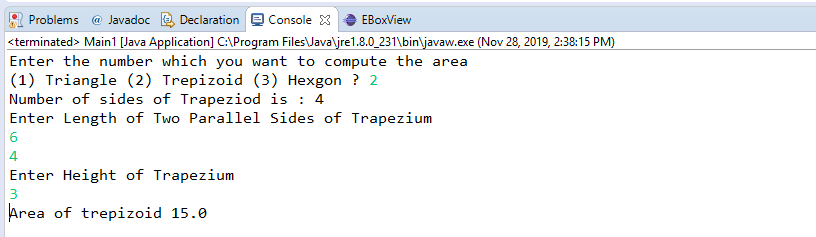 Problems @ Javadoc Declaration Console EBoxView
<terminated> Main1 [Java Application] C:\Program Files\Java\jre1.8.0_231\bin\javaw.exe (Nov 28, 2019, 2:38:15 PM)
Enter the number which you want to compute the area
(1) Triangle (2) Trepizoid (3) Hexgon ? 2
Number of sides of Trapeziod is : 4
Enter Length of Two Parallel Sides of Trapezium
6
4
Enter Height of Trapezium
3
Area of trepizoid 15.0